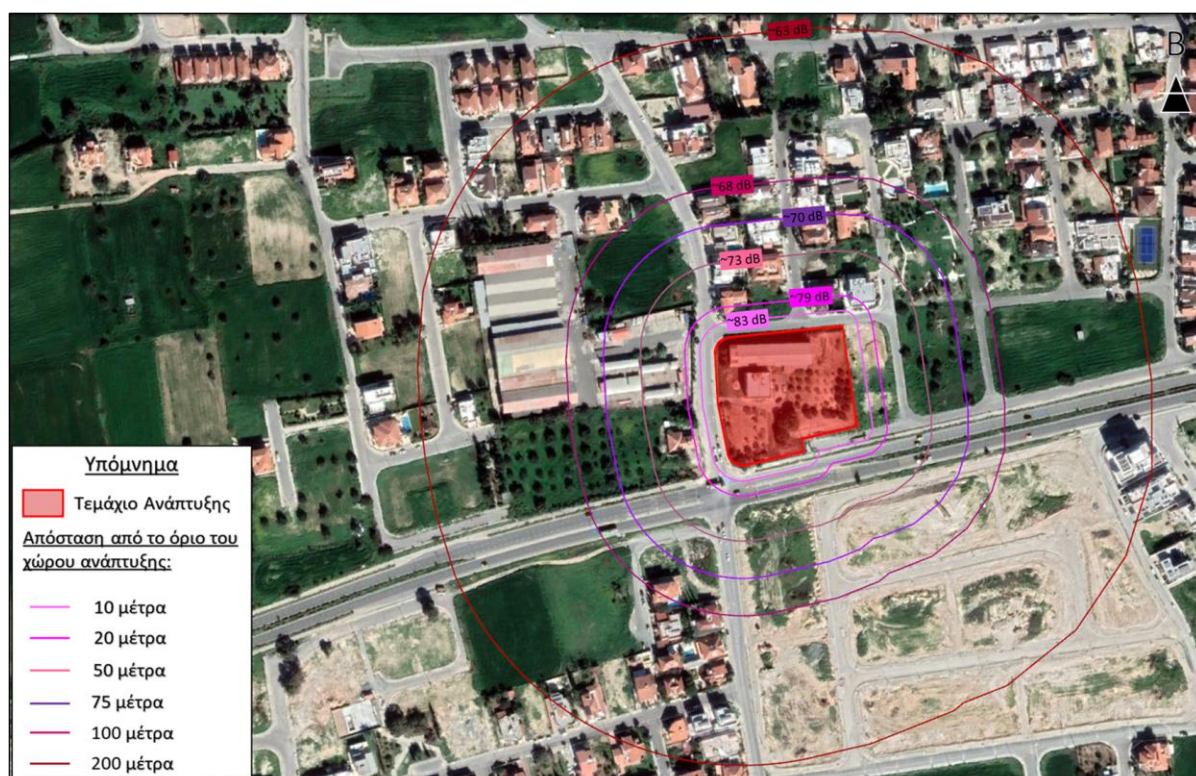 ~63 dB
Β
~68 dB
~70 dB
~73 dB
~79 dB
~83 dB
Υπόμνημα
Τεμάχιο Ανάπτυξης
Απόσταση από το όριο του
χώρου ανάπτυξης:
10 μέτρα
20 μέτρα
50 μέτρα
75 μέτρα
100 μέτρα
200 μέτρα